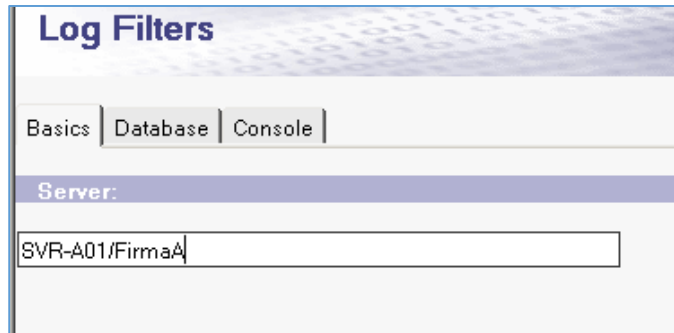 Log Filters
Basics Database Console
Server:
SVR-A01/FirmaA